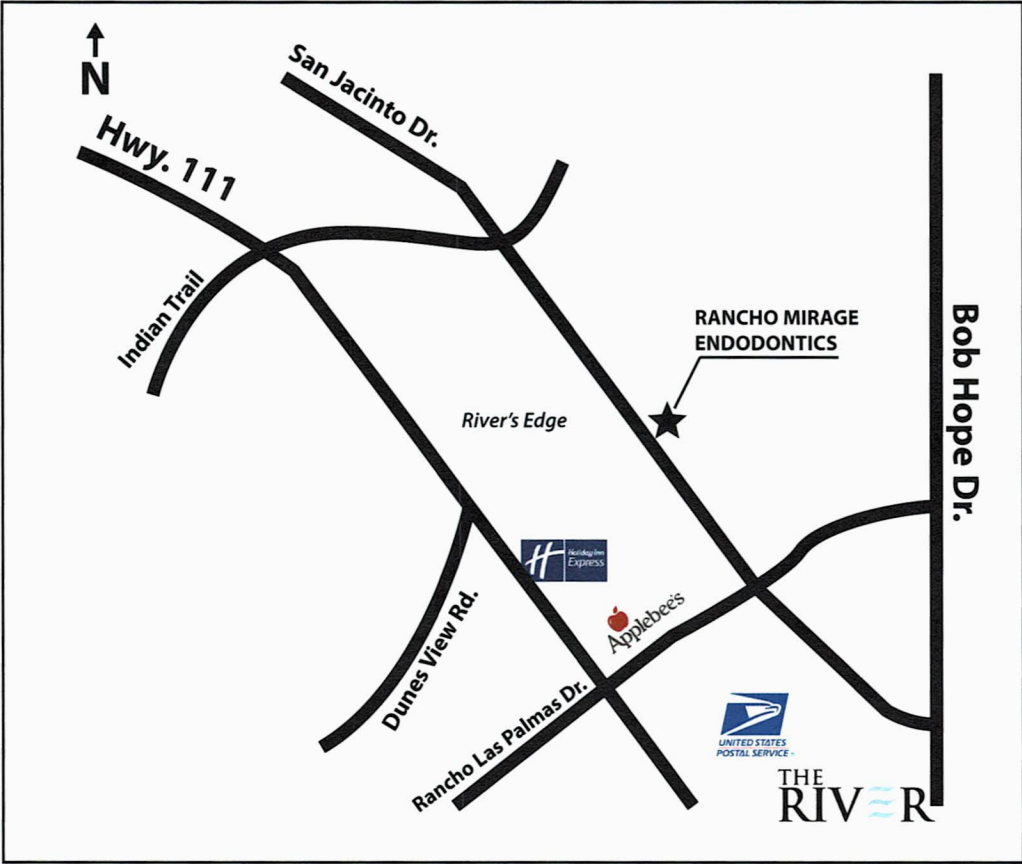 N
San Jacinto Dr.
Hwy. 111
Indian Trail
RANCHO MIRAGE
ENDODONTICS
Bob Hope Dr.
River's Edge
Holiday Inn
Express
Applebee's
Dunes View Rd.
Rancho Las Palmas Dr.
UNITED STATES
POSTAL SERVICE
THE
RIVER